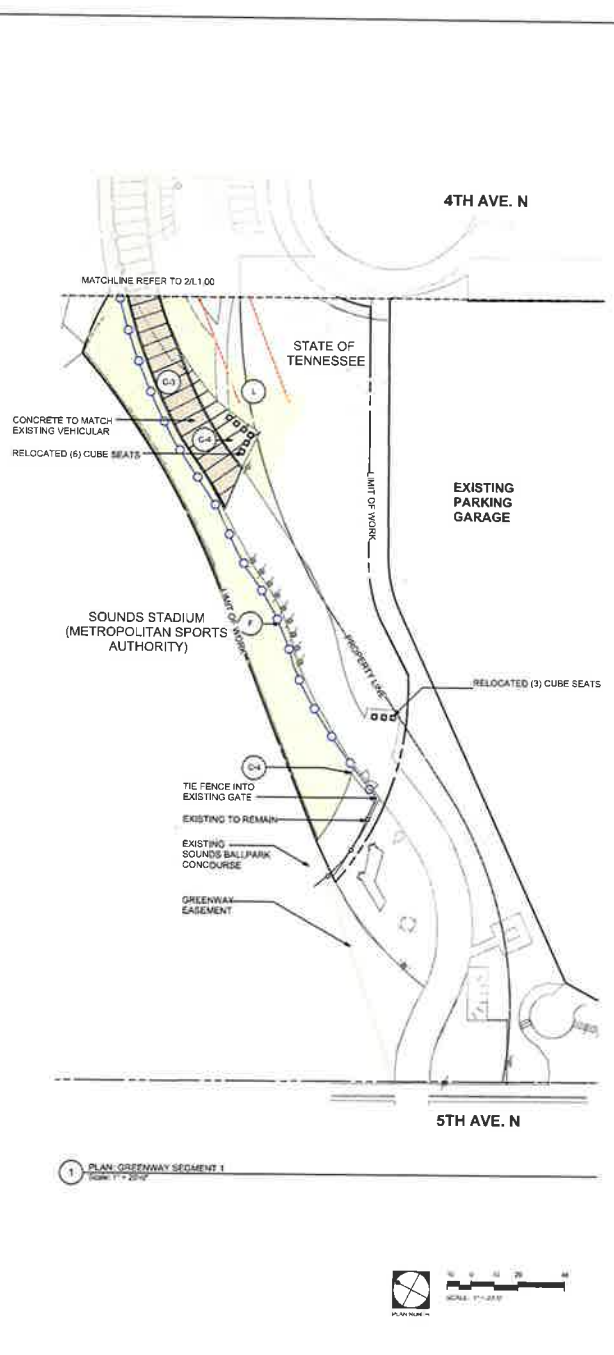 4TH AVE. N
MATCHLINE REFER TO 2/L1.00
STATE OF
TENNESSEE
C-3
L
CONCRETE TO MATCH
EXISTING VEHICULAR
C-4
RELOCATED (6) CUBE SEATS
LIMIT OF WORK
EXISTING
PARKING
GARAGE
SOUNDS STADIUM
(METROPOLITAN SPORTS
AUTHORITY)
LIMIT OF WORK
F
PROPERTY LINE
RELOCATED (3) CUBE SEATS
C-4
TIE FENCE INTO
EXISTING GATE
EXISTING TO REMAIN
EXISTING
SOUNDS BALLPARK
CONCOURSE
GREENWAY
EASEMENT
5TH AVE. N
1
PLAN: GREENWAY SEGMENT 1
PLAN NORTH